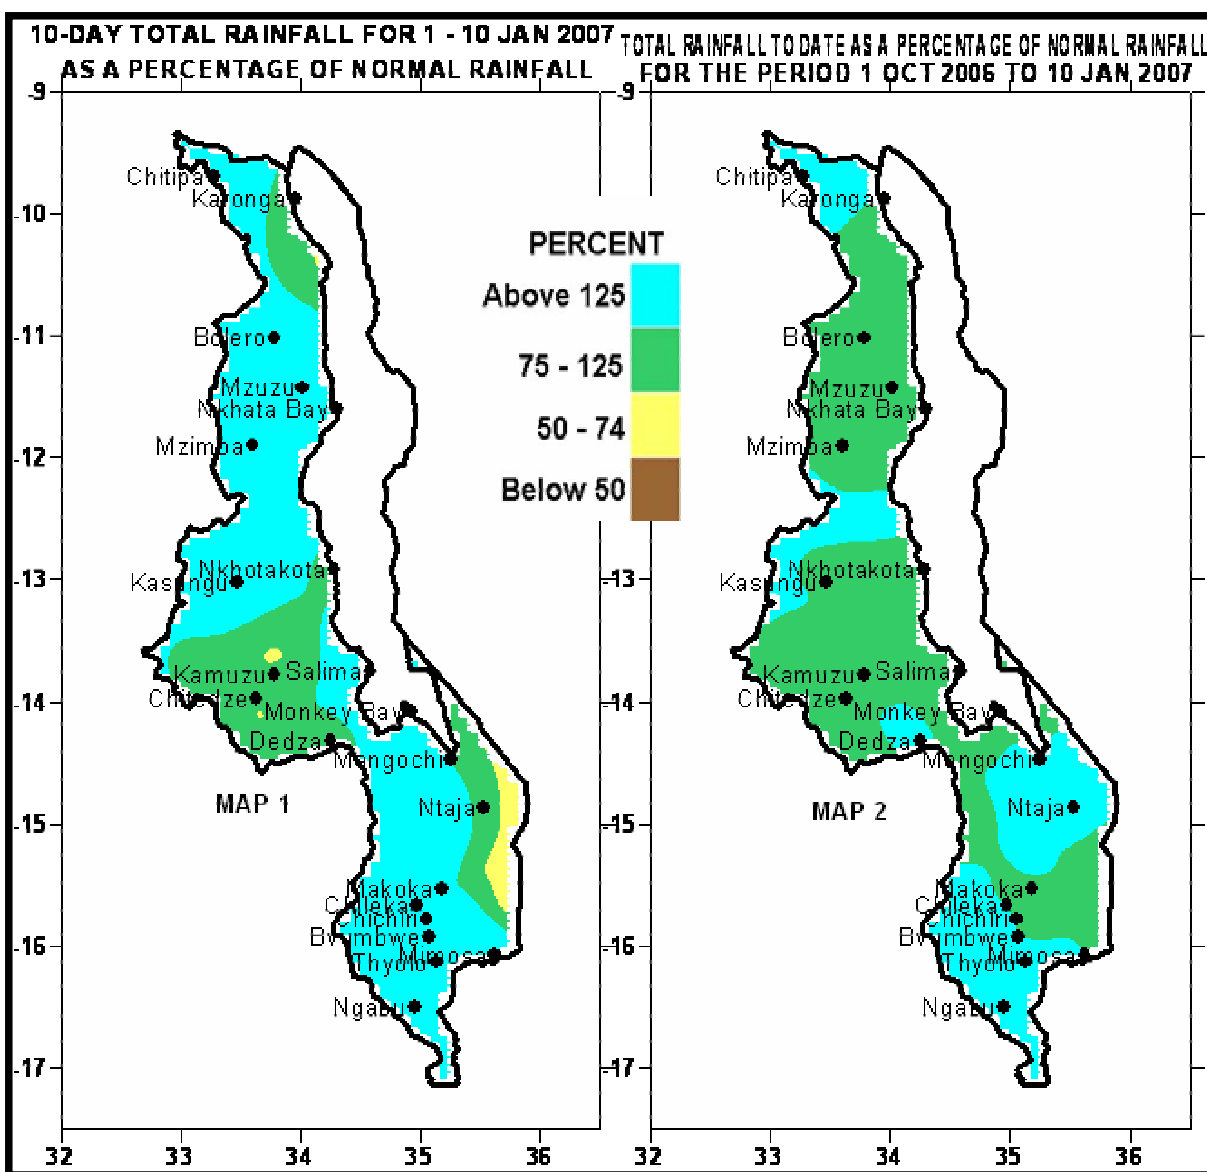 10-DAY TOTAL RAINFALL FOR 1 - 10 JAN 2007
AS A PERCENTAGE OF NORMAL RAINFALL
TOTAL RAINFALL TO DATE AS A PERCENTAGE OF NORMAL RAINFALL
FOR THE PERIOD 1 OCT 2006 TO 10 JAN 2007
-9
-10
-11
-12
-13
-14
-15
-16
-17
32 33 34 35 36
Chitipa
Karonga
Bolero
Mzuzu
Nkhata Bay
Mzimba
Nkhotakota
Kasungu
Kamuzu
Salima
Chitedze
Monkey Bay
Dedza
Mangochi
MAP 1
Ntaja
Makoka
Chileka
Chichiri
Bvumbwe
Mimosa
Thyolo
Ngabu
PERCENT
Above 125
75 - 125
50 - 74
Below 50
-9
-10
-11
-12
-13
-14
-15
-16
-17
32 33 34 35 36
Chitipa
Karonga
Bolero
Mzuzu
Nkhata Bay
Mzimba
Nkhotakota
Kasungu
Kamuzu
Salima
Chitedze
Monkey Bay
Dedza
Mangochi
MAP 2
Ntaja
Makoka
Chileka
Chichiri
Bvumbwe
Mimosa
Thyolo
Ngabu